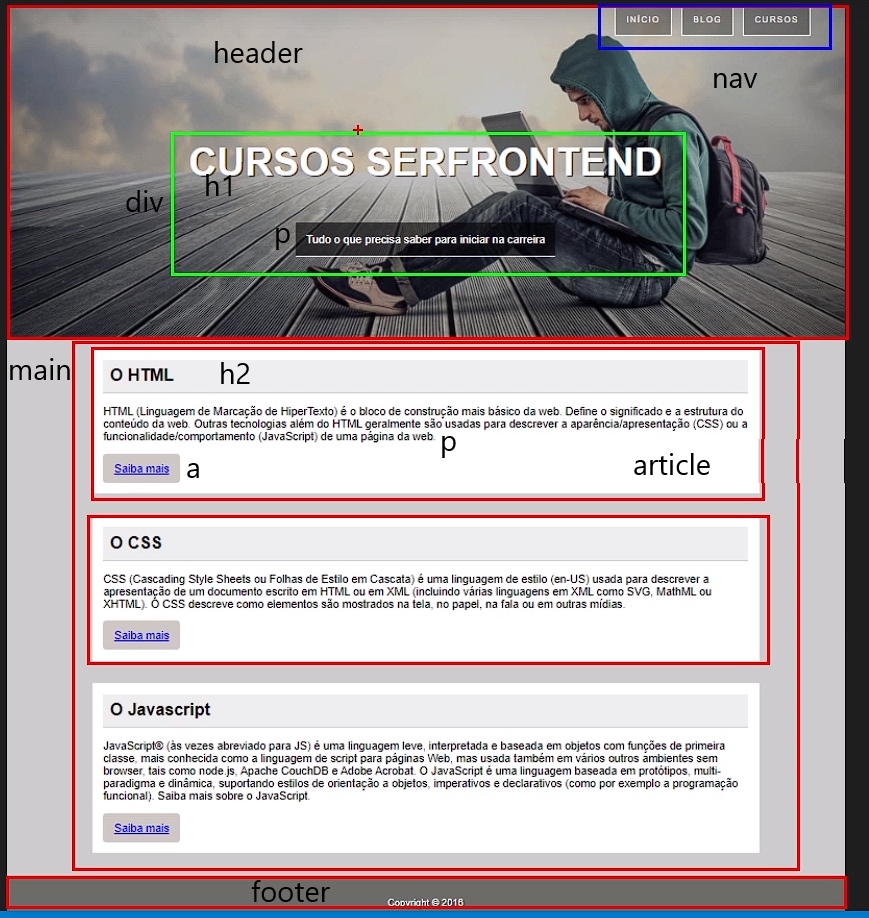 INÍCIO BLOG CURSOS
header
nav
CURSOS SERFRONTEND
h1
div
p
Tudo o que precisa saber para iniciar na carreira
main
O HTML h2
HTML (Linguagem de Marcação de HiperTexto) é o bloco de construção mais básico da web. Define o significado e a estrutura do
conteúdo da web. Outras tecnologias além do HTML geralmente são usadas para descrever a aparência/apresentação (CSS) ou a
funcionalidade/comportamento (JavaScript) de uma página da web.
p
Saiba mais a
article
O CSS
CSS (Cascading Style Sheets ou Folhas de Estilo em Cascata) é uma linguagem de estilo (en-US) usada para descrever a
apresentação de um documento escrito em HTML ou em XML (incluindo várias linguagens em XML como SVG, MathML ou
XHTML). O CSS descreve como elementos são mostrados na tela, no papel, na fala ou em outras mídias.
Saiba mais
O Javascript
JavaScript® (às vezes abreviado para JS) é uma linguagem leve, interpretada e baseada em objetos com funções de primeira
classe, mais conhecida como a linguagem de script para páginas Web, mas usada também em vários outros ambientes sem
browser, tais como node.js, Apache CouchDB e Adobe Acrobat. O JavaScript é uma linguagem baseada em protótipos, multi-
paradigma e dinâmica, suportando estilos de orientação a objetos, imperativos e declarativos (como por exemplo a programação
funcional). Saiba mais sobre o JavaScript.
Saiba mais
footer
Copyright © 2016